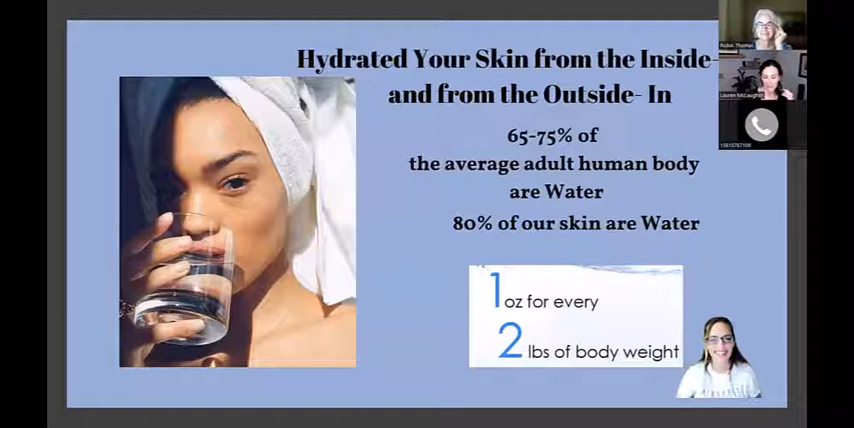 Hydrated Your Skin from the Inside-
and from the Outside- In
65-75% of
the average adult human body
are Water
80% of our skin are Water
1 oz for every
2 lbs of body weight
Robin Thomas
Lauren McLaughlin